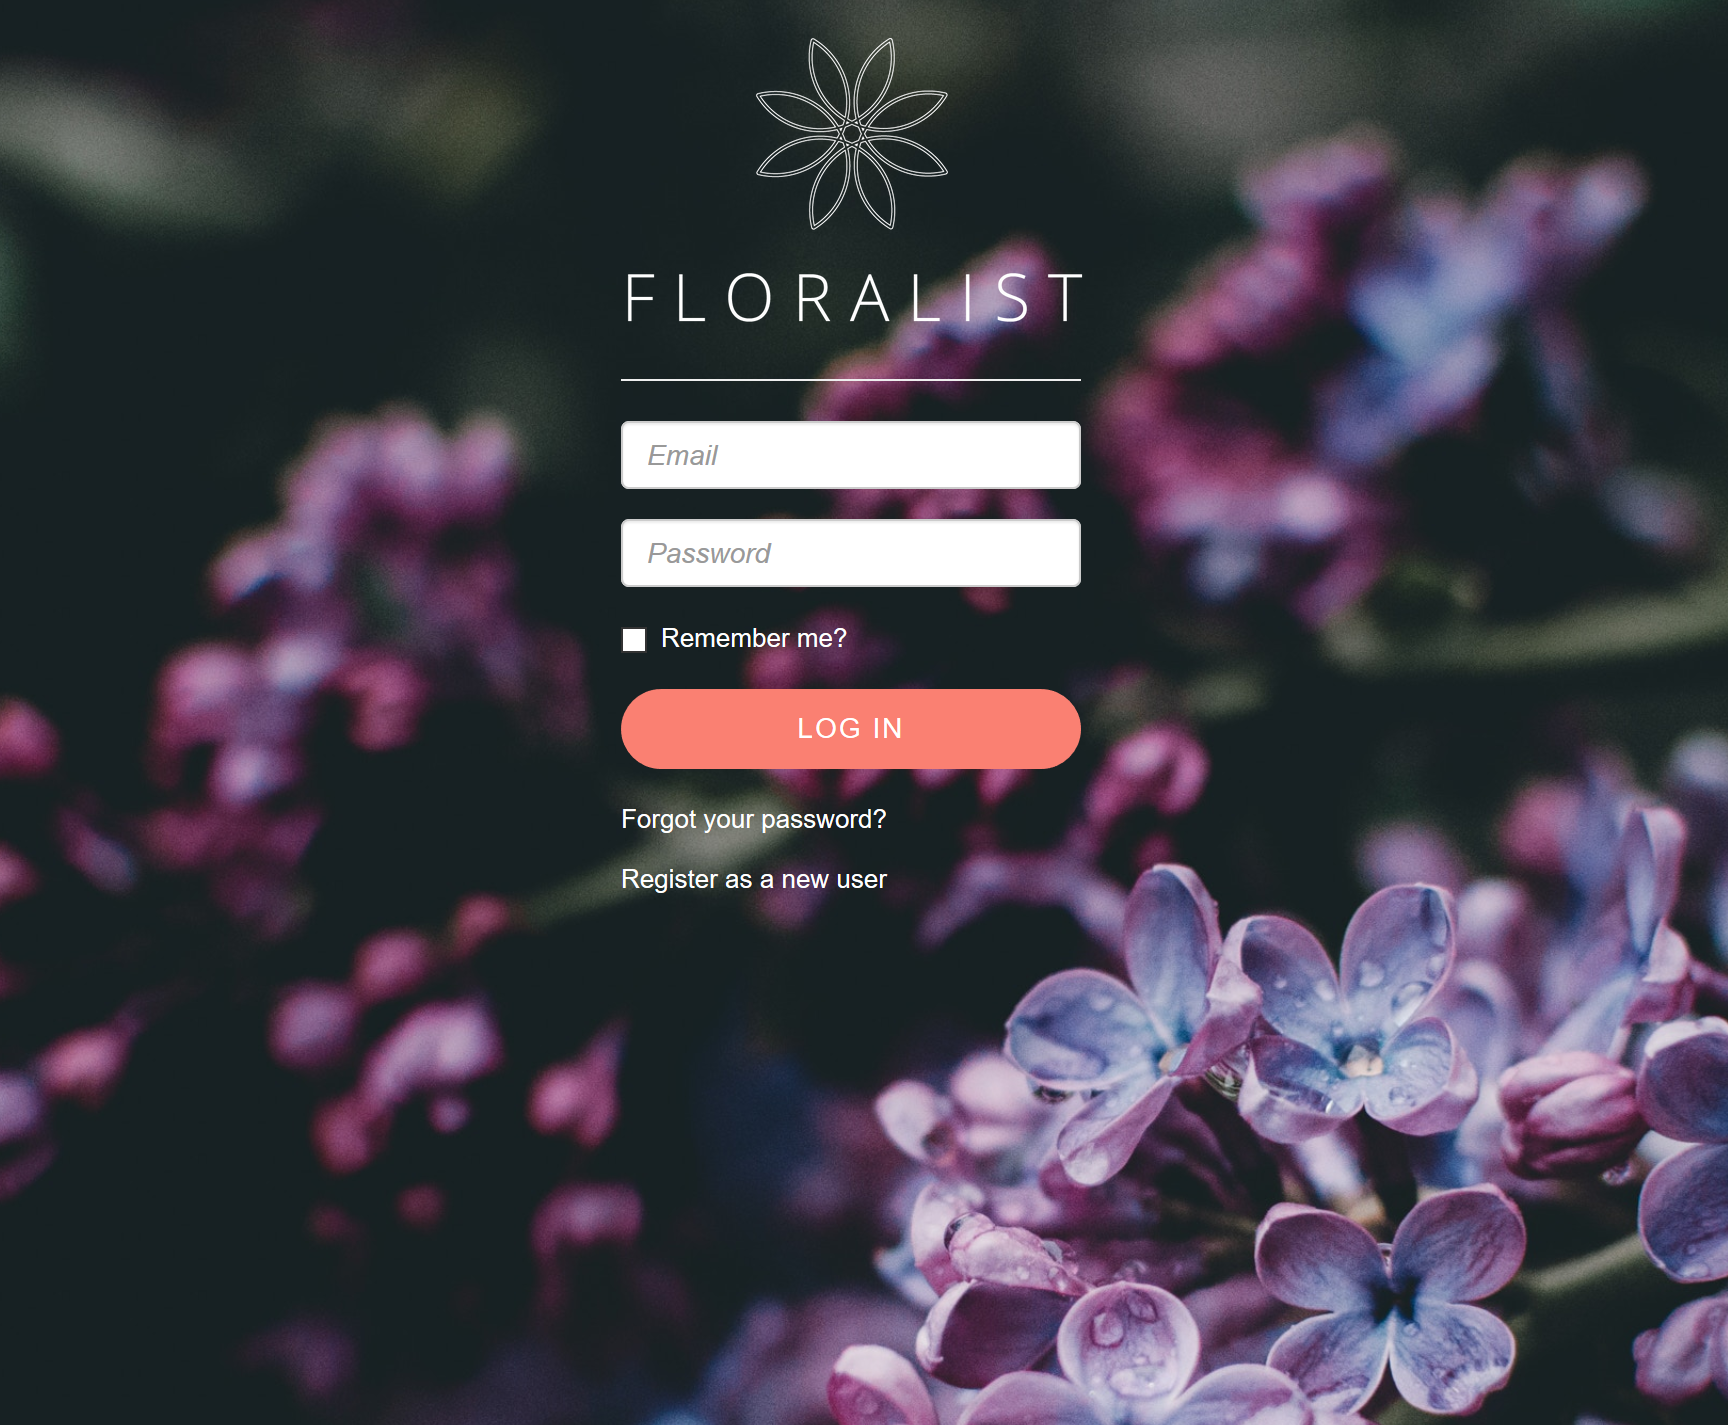 FLORALIST
Email
Password
Remember me?
LOG IN
Forgot your password?
Register as a new user